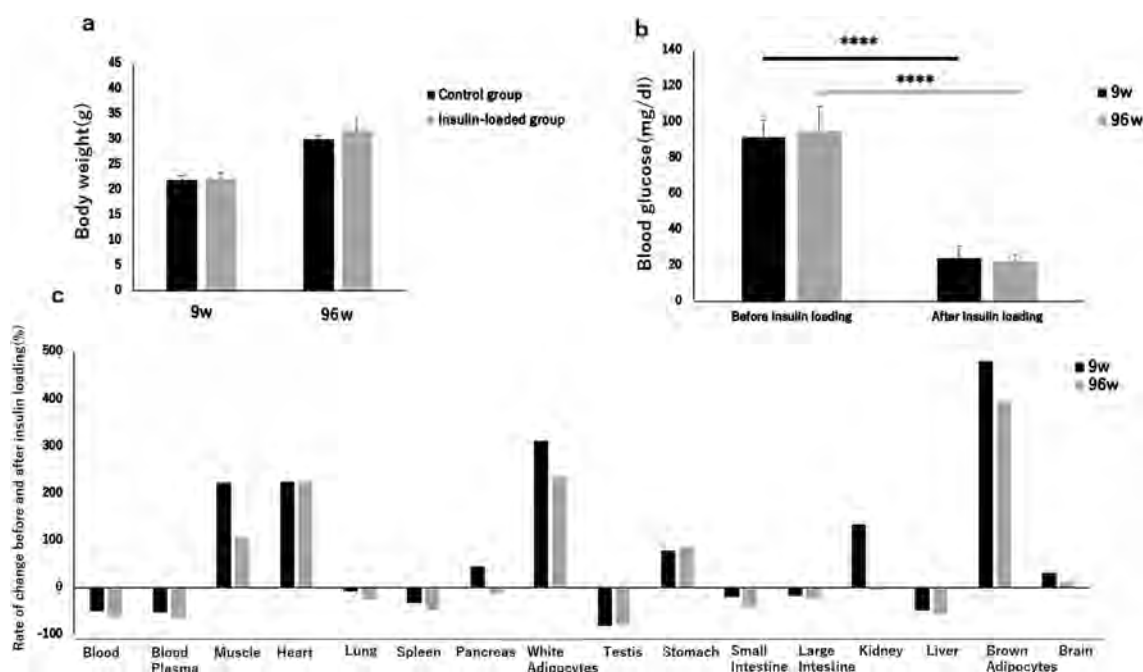 a
Body weight(g)
45
40
35
30
25
20
15
10
5
0
9w
96w
Control group
Insulin-loaded group
b
Blood glucose(mg/dl)
140
120
100
80
60
40
20
0
****
****
9w
96w
Before insulin loading
After insulin loading
c
Rate of change before and after insulin loading(%)
500
400
300
200
100
0
-100
9w
96w
Blood
Blood
Plasma
Muscle
Heart
Lung
Spleen
Pancreas
White
Adipocytes
Testis
Stomach
Small
Intestine
Large
Intestine
Kidney
Liver
Brown
Adipocytes
Brain